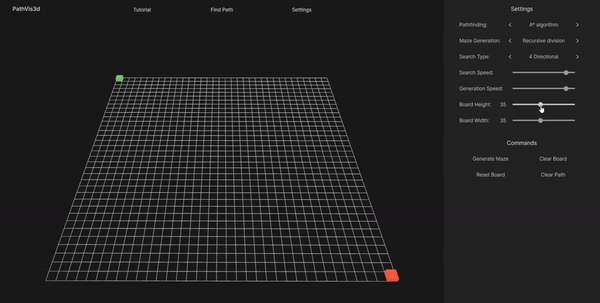 PathVis3d Tutorial Find Path Settings
Settings
Pathfinding: < A* algorithm >
Maze Generation: < Recursive division >
Search Type: < 4 Directional >
Search Speed:
Generation Speed:
Board Height: 35
Board Width: 35
Commands
Generate Maze Clear Board
Reset Board Clear Path